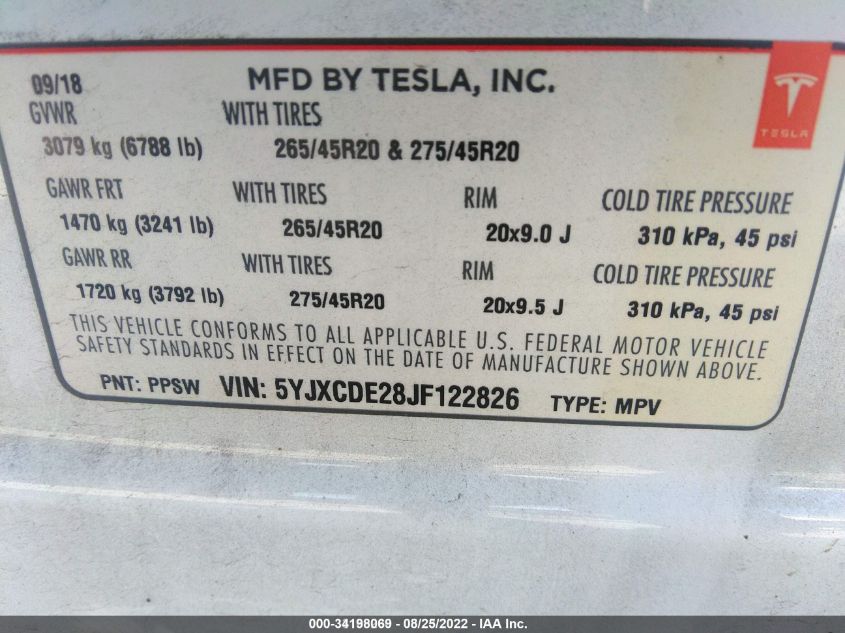 09/18 MFD BY TESLA, INC.
TESLA
GVWR WITH TIRES
3079 kg (6788 lb) 265/45R20 & 275/45R20
GAWR FRT WITH TIRES RIM COLD TIRE PRESSURE
1470 kg (3241 lb) 265/45R20 20x9.0 J 310 kPa, 45 psi
GAWR RR WITH TIRES RIM COLD TIRE PRESSURE
1720 kg (3792 lb) 275/45R20 20x9.5 J 310 kPa, 45 psi
THIS VEHICLE CONFORMS TO ALL APPLICABLE U.S. FEDERAL MOTOR VEHICLE
SAFETY STANDARDS IN EFFECT ON THE DATE OF MANUFACTURE SHOWN ABOVE.
PNT: PPSW VIN: 5YJXCDE28JF122826 TYPE: MPV
000-34198069 - 08/25/2022 - IAA Inc.